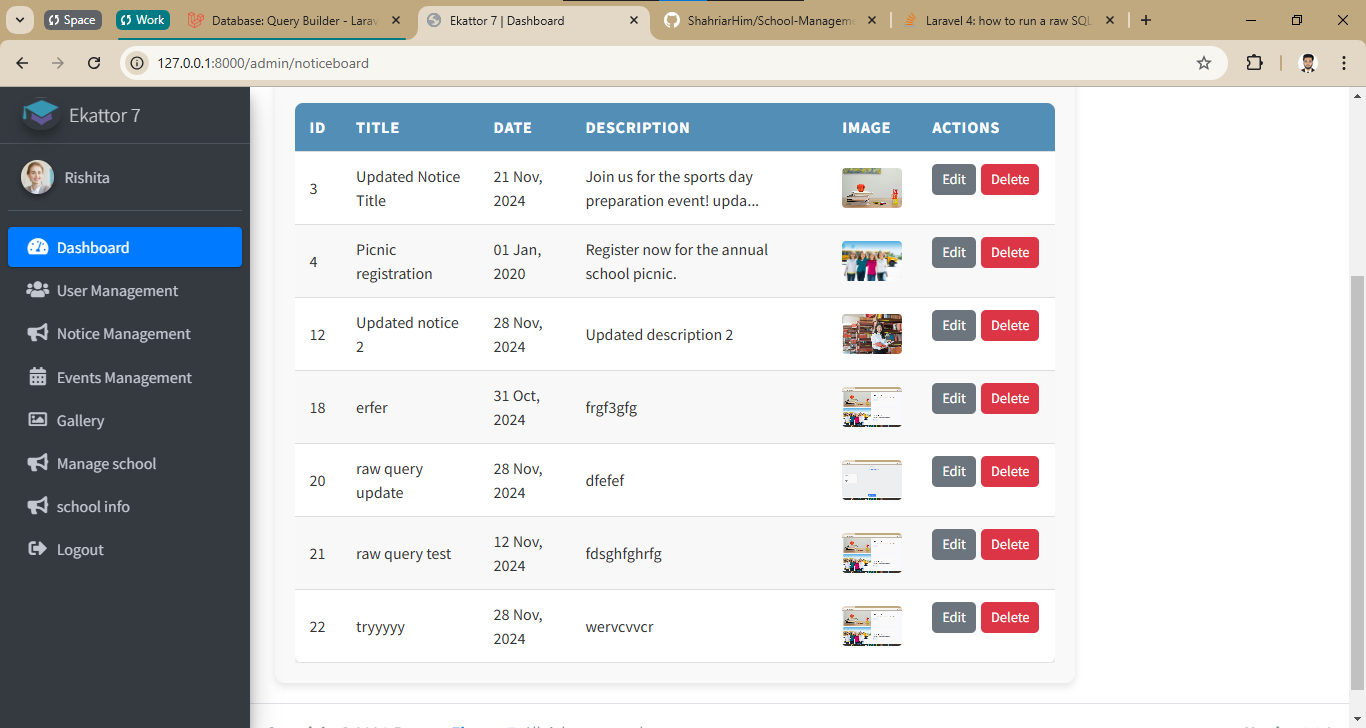 Space
Work
Database: Query Builder - Larav
Ekattor 7 | Dashboard
ShahriarHim/School-Managem
Laravel 4: how to run a raw SQL
127.0.0.1:8000/admin/noticeboard
Ekattor 7
Rishita
Dashboard
User Management
Notice Management
Events Management
Gallery
Manage school
school info
Logout
ID TITLE DATE DESCRIPTION IMAGE ACTIONS
3 Updated Notice Title 21 Nov, 2024 Join us for the sports day preparation event! upda... Edit Delete
4 Picnic registration 01 Jan, 2020 Register now for the annual school picnic. Edit Delete
12 Updated notice 2 28 Nov, 2024 Updated description 2 Edit Delete
18 erfer 31 Oct, 2024 frgf3gfg Edit Delete
20 raw query update 28 Nov, 2024 dfefef Edit Delete
21 raw query test 12 Nov, 2024 fdsghfghrfg Edit Delete
22 tryyyyy 28 Nov, 2024 wervcvvcr Edit Delete